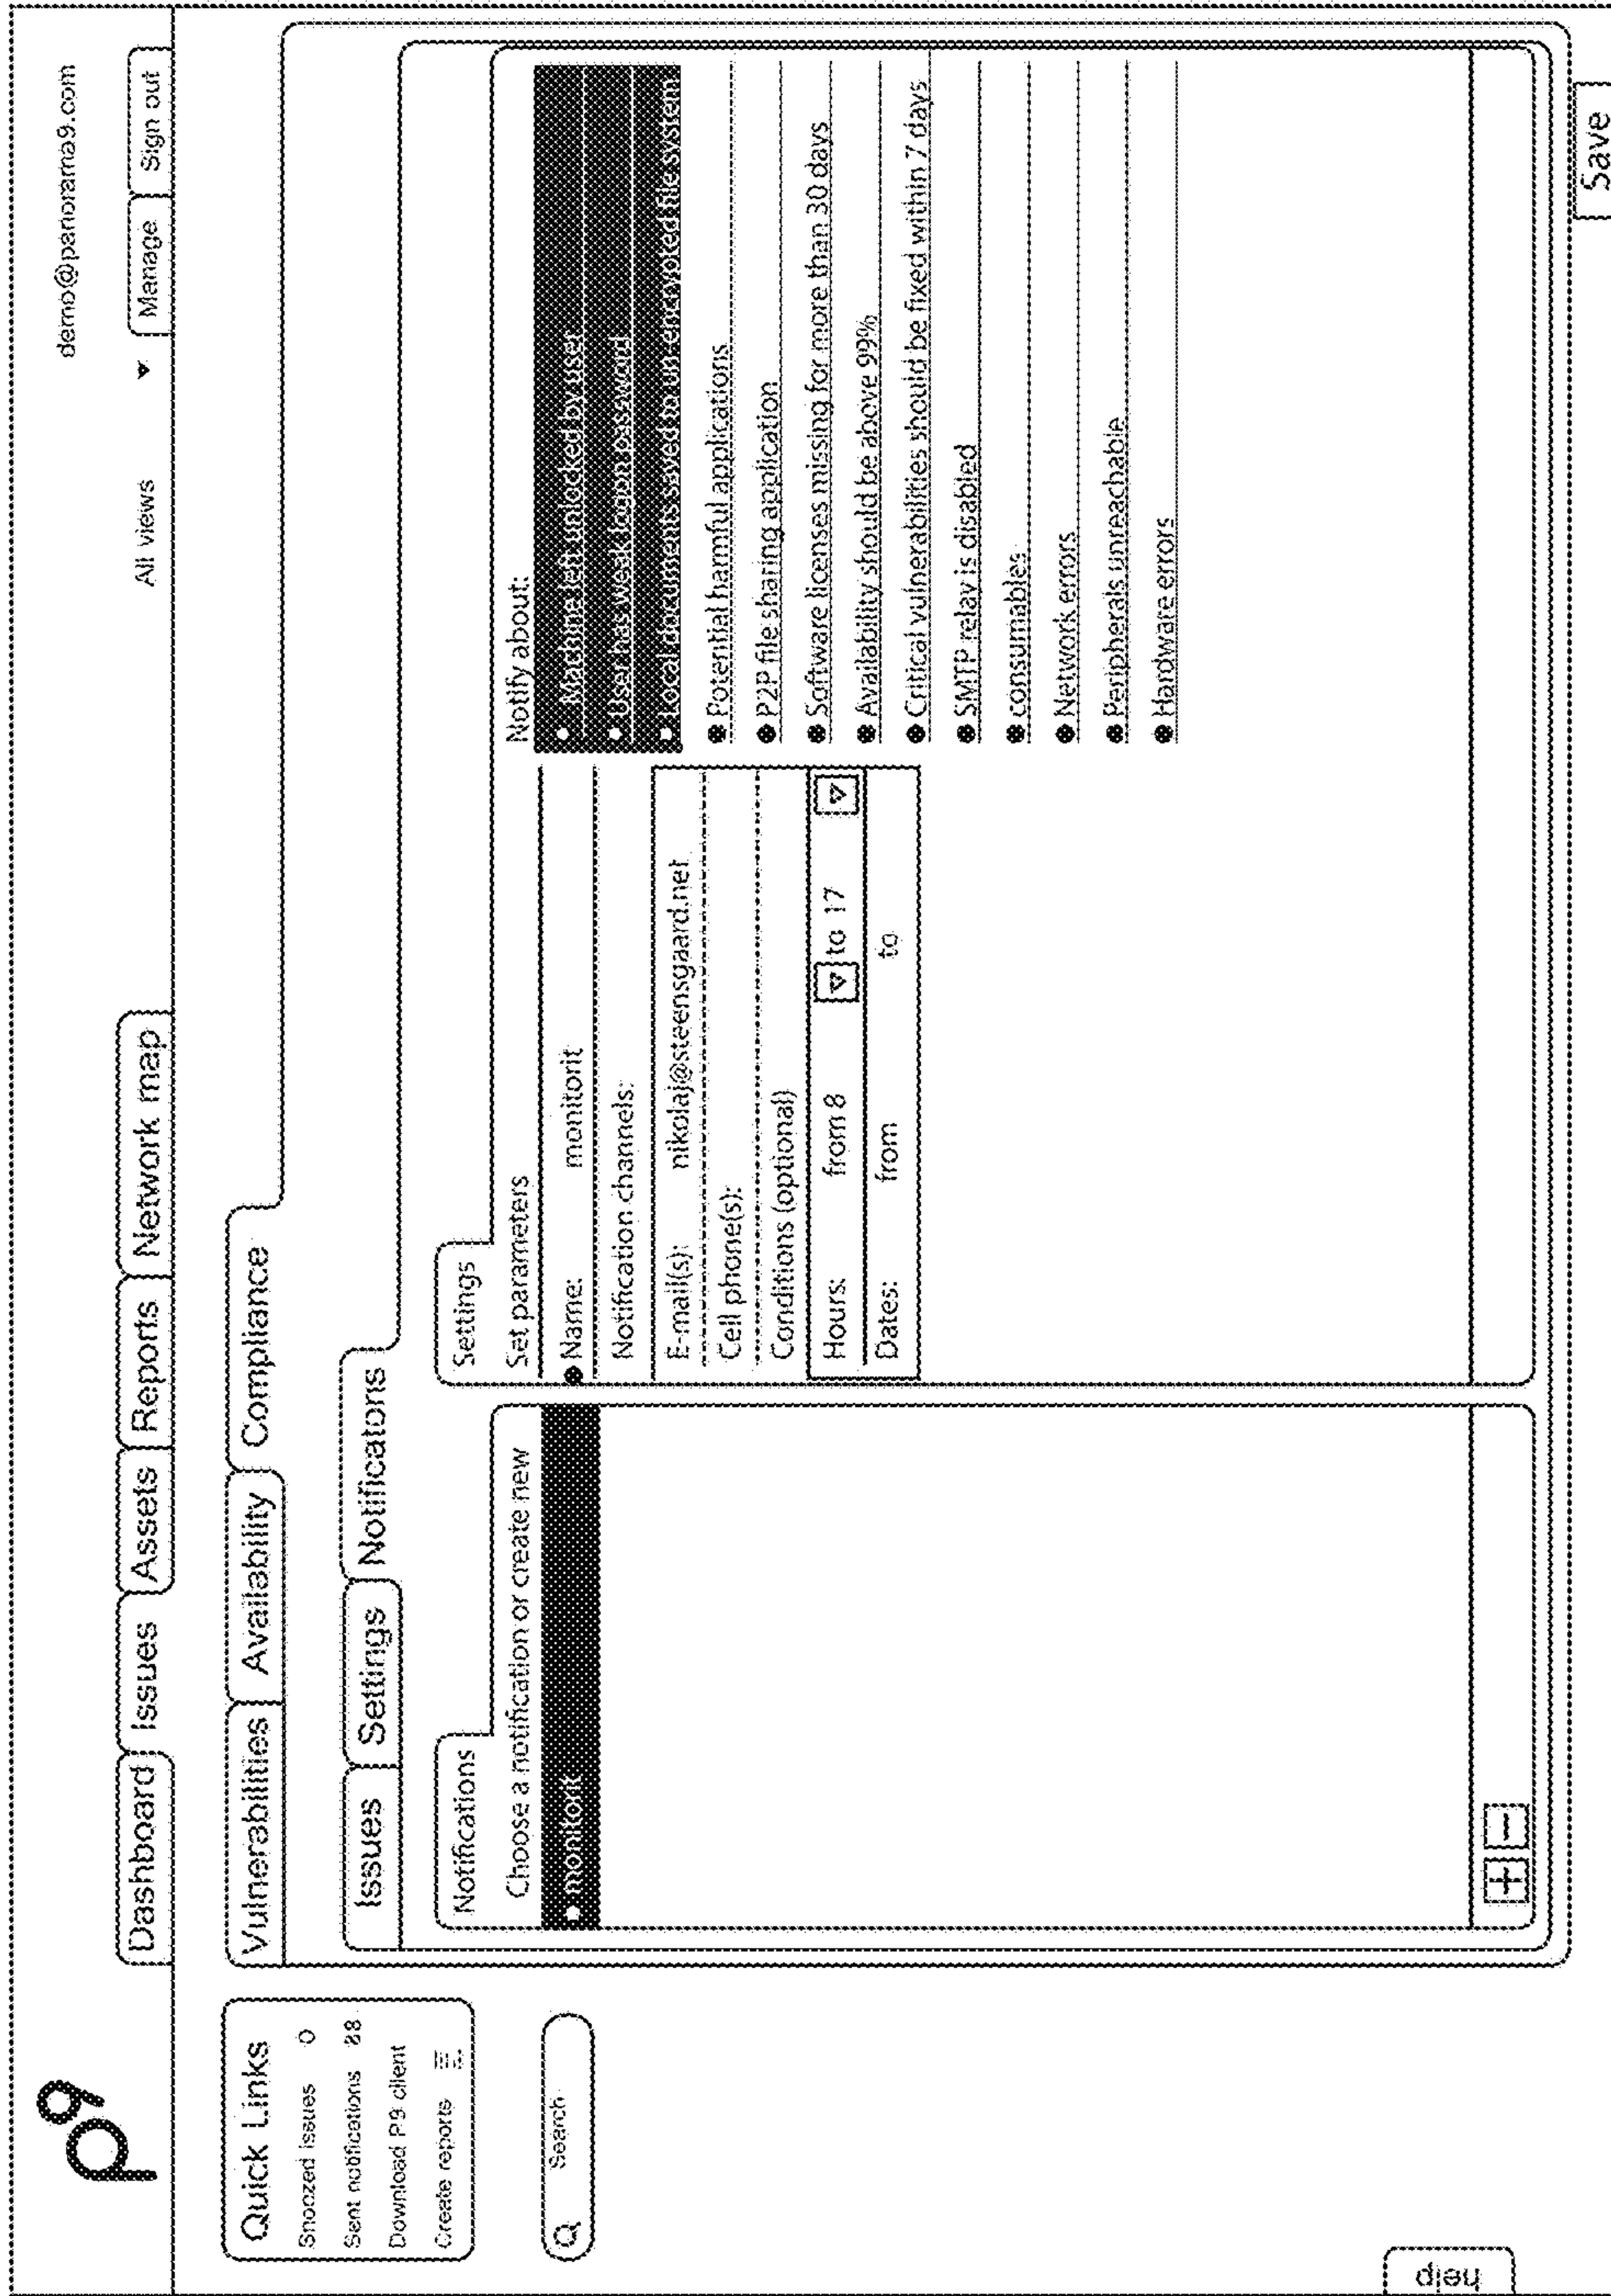 p9
demo@panorama9.com
Dashboard Issues Assets Reports Network map
All views Manage Sign out
Quick Links
Snoozed issues 0
Sent notifications 88
Download P9 client
Create reports
Search
help
Vulnerabilities Availability Compliance
Issues Settings Notificatons
Notifications
Choose a notification or create new
monitorit
+ −
Settings
Set parameters
Name: monitorit
Notification channels:
E-mail(s): nikolaj@steensgaard.net
Cell phone(s):
Conditions (optional)
Hours: from 8 to 17
Dates: from to
Notify about:
Machine left unlocked by user
User has weak logon password
Local documents saved to un-encrypted file system
Potential harmful applications
P2P file sharing application
Software licenses missing for more than 30 days
Availability should be above 99%
Critical vulnerabilities should be fixed within 7 days
SMTP relay is disabled
consumables
Network errors
Peripherals unreachable
Hardware errors
Save